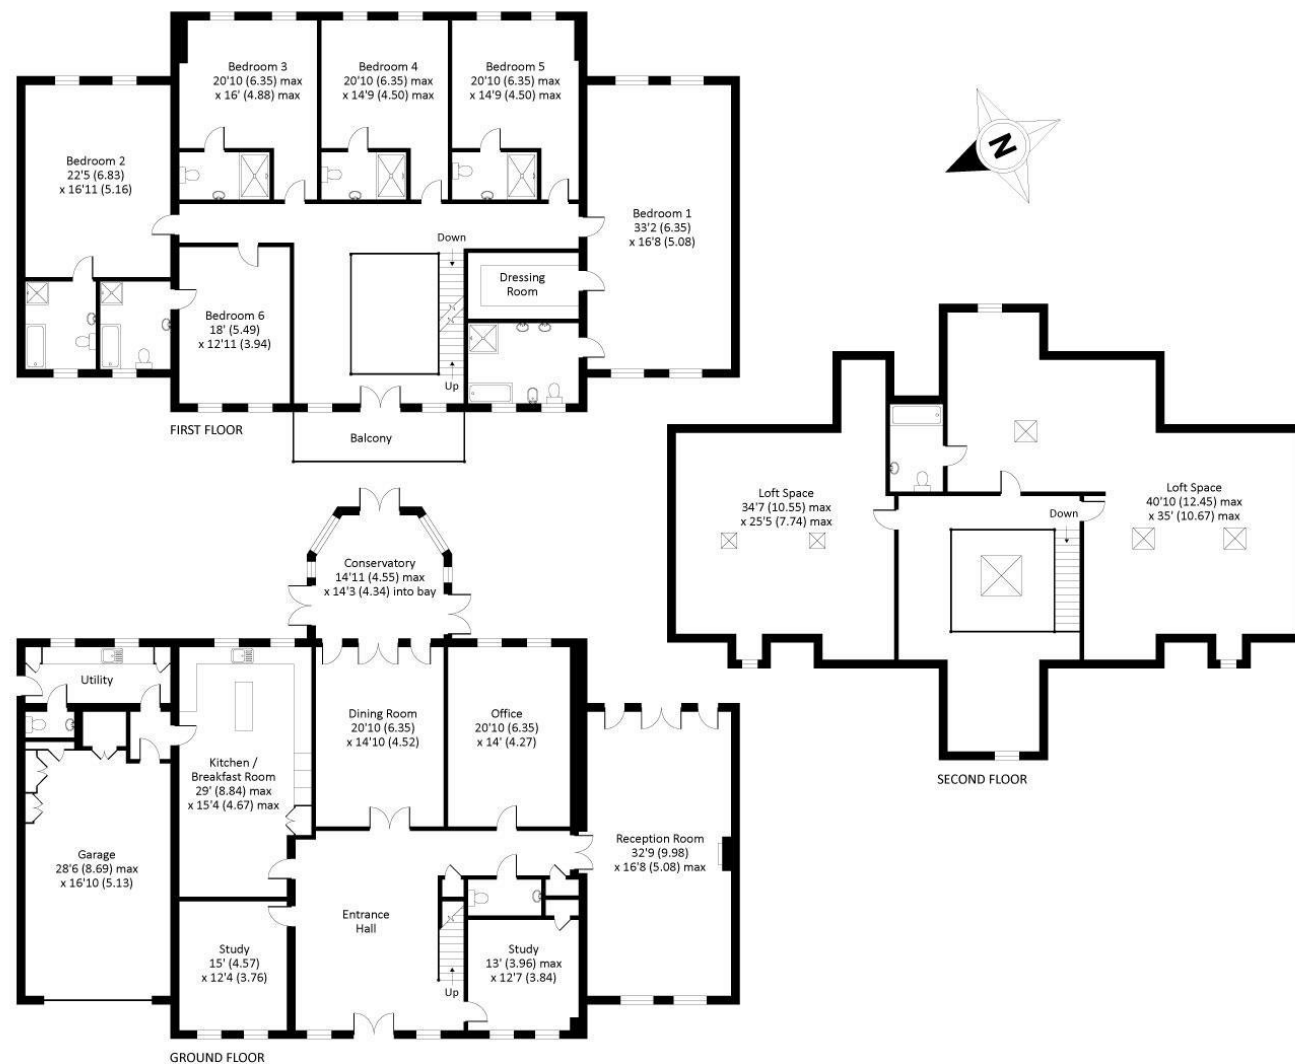 Bedroom 3
20'10 (6.35) max
x 16' (4.88) max
Bedroom 4
20'10 (6.35) max
x 14'9 (4.50) max
Bedroom 5
20'10 (6.35) max
x 14'9 (4.50) max
Bedroom 2
22'5 (6.83)
x 16'11 (5.16)
Bedroom 1
33'2 (6.35)
x 16'8 (5.08)
N
Down
Dressing
Room
Bedroom 6
18' (5.49)
x 12'11 (3.94)
Up
FIRST FLOOR
Balcony
Loft Space
34'7 (10.55) max
x 25'5 (7.74) max
Loft Space
40'10 (12.45) max
x 35' (10.67) max
Down
SECOND FLOOR
Conservatory
14'11 (4.55) max
x 14'3 (4.34) into bay
Utility
Dining Room
20'10 (6.35)
x 14'10 (4.52)
Office
20'10 (6.35)
x 14' (4.27)
Kitchen /
Breakfast Room
29' (8.84) max
x 15'4 (4.67) max
Reception Room
32'9 (9.98)
x 16'8 (5.08) max
Garage
28'6 (8.69) max
x 16'10 (5.13)
Entrance
Hall
Study
15' (4.57)
x 12'4 (3.76)
Study
13' (3.96) max
x 12'7 (3.84)
Up
GROUND FLOOR